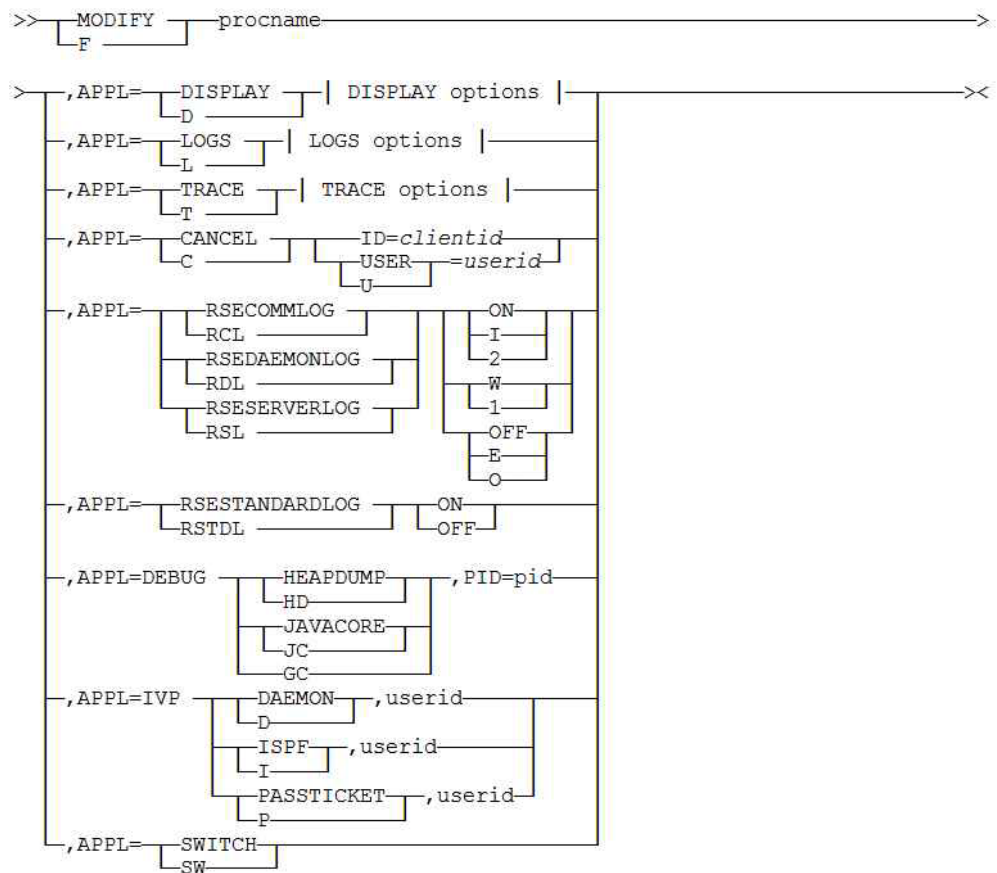 >> MODIFY procname >
F
> ,APPL= DISPLAY | DISPLAY options | ><
D
,APPL= LOGS | LOGS options |
L
,APPL= TRACE | TRACE options |
T
,APPL= CANCEL ID=clientid
C USER =userid
U
,APPL= RSECOMMLOG ON
RCL I
RSEDAEMONLOG 2
RDL W
RSESERVERLOG 1
RSL OFF
E
O
,APPL= RSESTANDARDLOG ON
RSTDL OFF
,APPL=DEBUG HEAPDUMP ,PID=pid
HD
JAVACORE
JC
GC
,APPL=IVP DAEMON ,userid
D
ISPF ,userid
I
PASSTICKET ,userid
P
,APPL= SWITCH
SW